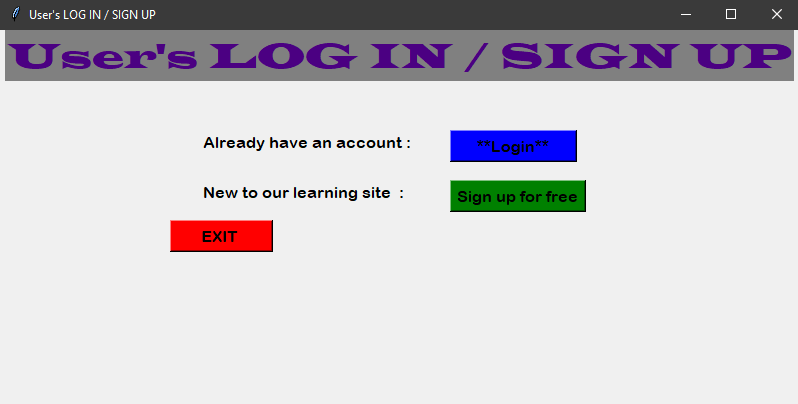 User's LOG IN / SIGN UP
User's LOG IN / SIGN UP
Already have an account : **Login**
New to our learning site : Sign up for free
EXIT